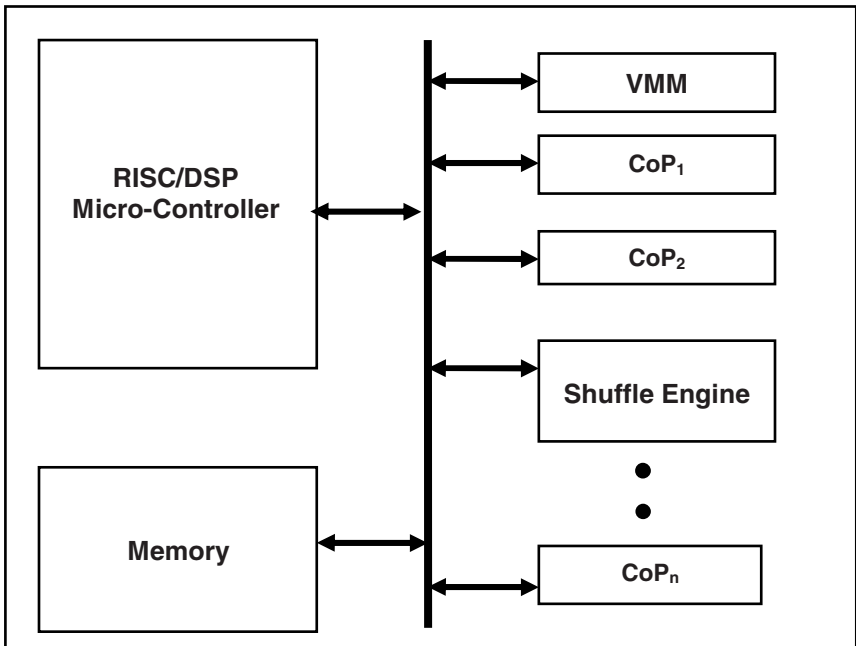 RISC/DSP
Micro-Controller
Memory
VMM
CoP₁
CoP₂
Shuffle Engine
CoPₙ